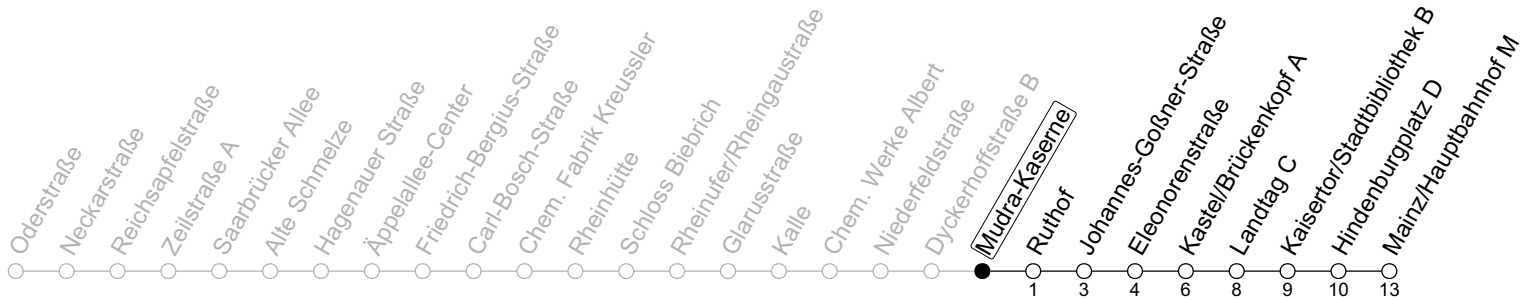 Oderstraße
Neckarstraße
Reichsapfelstraße
Zeilstraße A
Saarbrücker Allee
Alte Schmelze
Hagenauer Straße
Äppelallee-Center
Friedrich-Bergius-Straße
Carl-Bosch-Straße
Chem. Fabrik Kreussler
Rheinhütte
Schloss Biebrich
Rheinufer/Rheingaustraße
Glarusstraße
Kalle
Chem. Werke Albert
Niederfeldstraße
Dyckerhoffstraße B
Mudra-Kaserne
Ruthof
Johannes-Goßner-Straße
Eleonorenstraße
Kastel/Brückenkopf A
Landtag C
Kaisertor/Stadtbibliothek B
Hindenburgplatz D
Mainz/Hauptbahnhof M
1 3 4 6 8 9 10 13